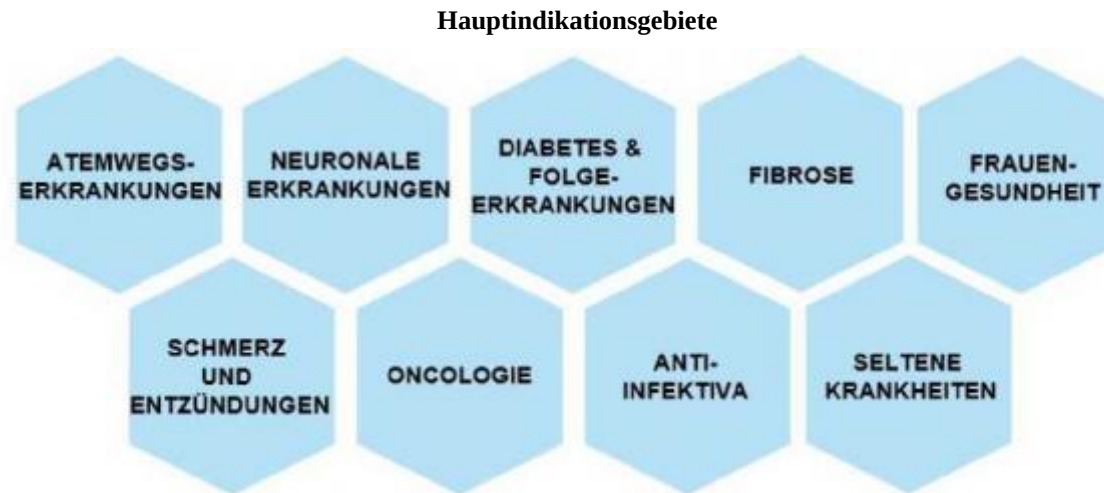 Hauptindikationsgebiete
ATEMWEGS-
ERKRANKUNGEN
NEURONALE
ERKRANKUNGEN
DIABETES &
FOLGE-
ERKRANKUNGEN
FIBROSE
FRAUEN-
GESUNDHEIT
SCHMERZ
UND
ENTZÜNDUNGEN
ONCOLOGIE
ANTI-
INFEKTIVA
SELTENE
KRANKHEITEN